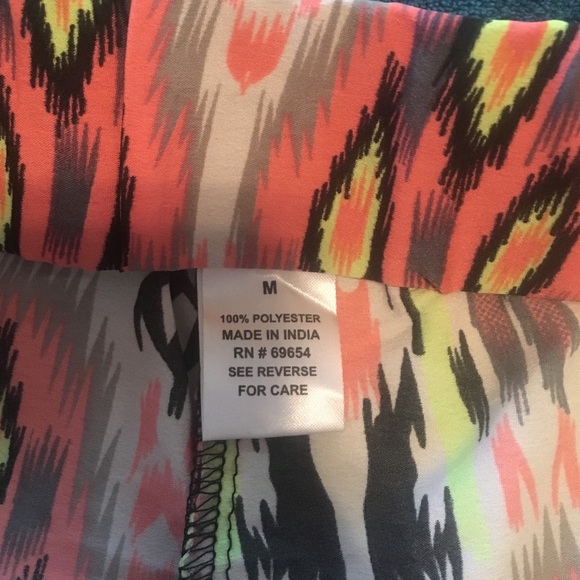 M
100% POLYESTER
MADE IN INDIA
RN # 69654
SEE REVERSE
FOR CARE